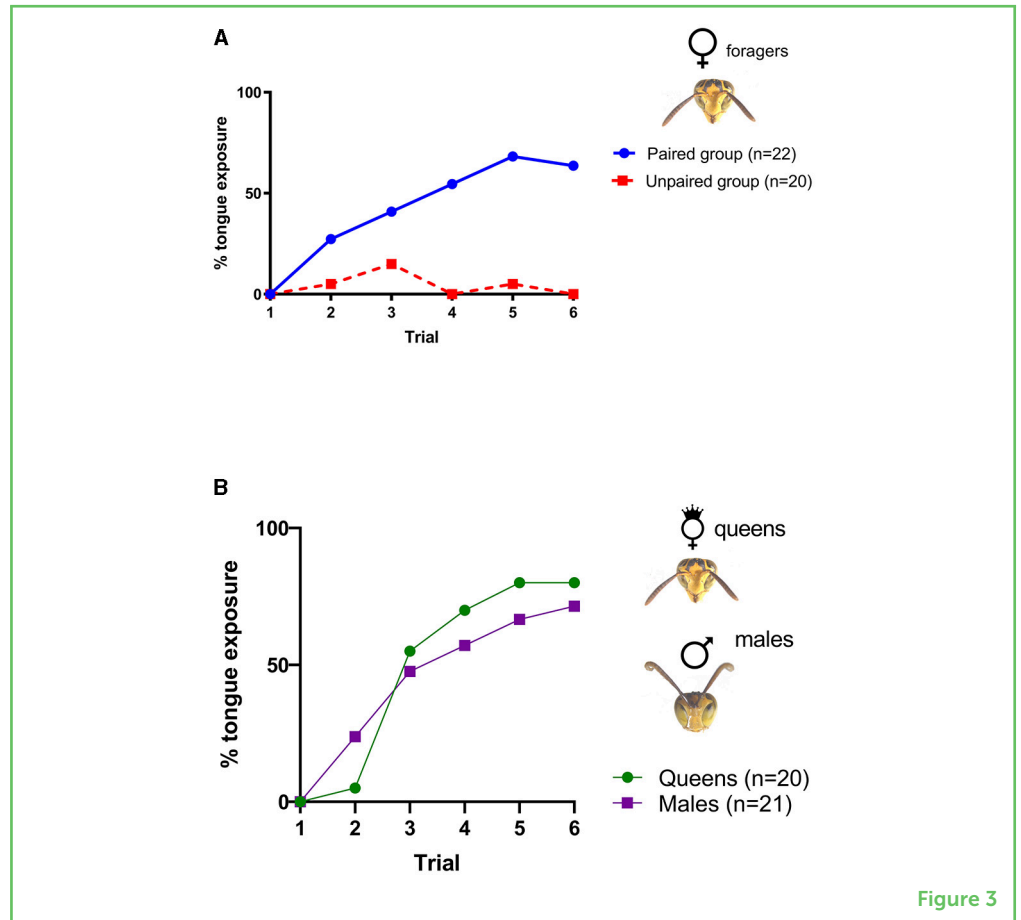 A
♀ foragers
100
50
0
% tongue exposure
Paired group (n=22)
Unpaired group (n=20)
1 2 3 4 5 6
Trial
B
♀ queens
♂ males
100
50
0
% tongue exposure
Queens (n=20)
Males (n=21)
1 2 3 4 5 6
Trial
Figure 3